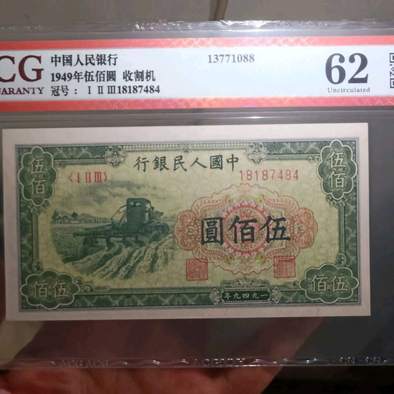 CG
中国人民银行
13771088
1949年伍佰圓 收割机
冠号： I II III 18187484
62
Uncirculated
中國人民銀行
伍佰
伍佰
〈I II III〉
18187484
伍佰圓
伍佰
伍佰
一九四九年